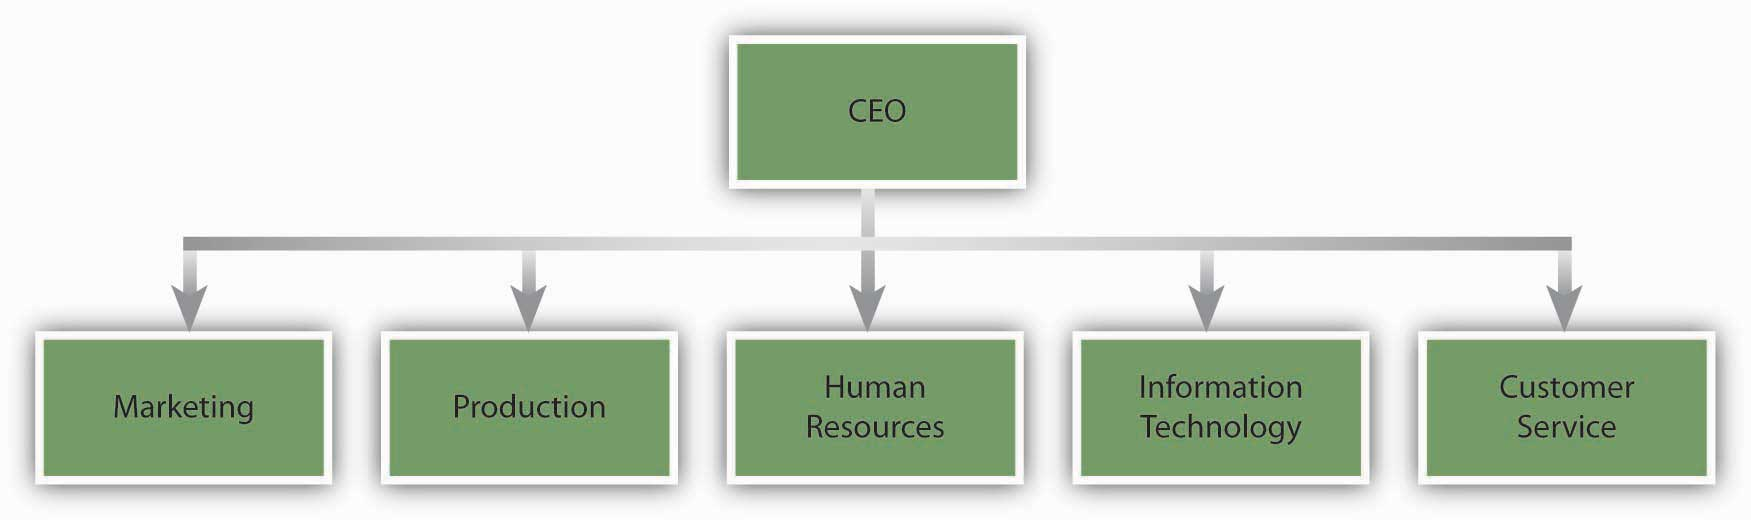 CEO
Marketing
Production
Human
Resources
Information
Technology
Customer
Service